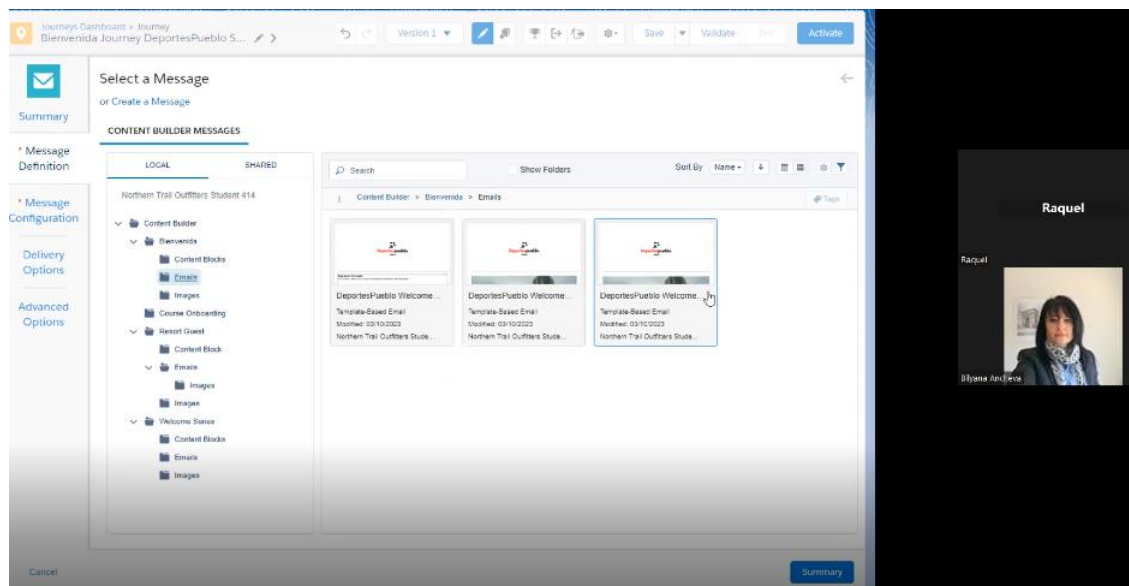 Journeys Dashboard > Journey
Bienvenida Journey DeportesPueblo S... >
Version 1
Save
Validate
Activate
Summary
* Message
Definition
* Message
Configuration
Delivery
Options
Advanced
Options
Select a Message
or Create a Message
CONTENT BUILDER MESSAGES
LOCAL SHARED
Northern Trail Outfitters Student 414
Content Builder
Bienvenida
Content Blocks
Emails
Images
Course Onboarding
Resort Guest
Content Block
Emails
Images
Images
Welcome Series
Content Blocks
Emails
Images
Search
Show Folders
Sort By Name
Content Builder > Bienvenida > Emails
Tags
DeportesPueblo Welcome...
Template-Based Email
Modified: 03/10/2023
Northern Trail Outfitters Stude...
DeportesPueblo Welcome...
Template-Based Email
Modified: 03/10/2023
Northern Trail Outfitters Stude...
DeportesPueblo Welcome...
Template-Based Email
Modified: 03/10/2023
Northern Trail Outfitters Stude...
Cancel
Summary
Raquel
Raquel
Bilyana Andreeva